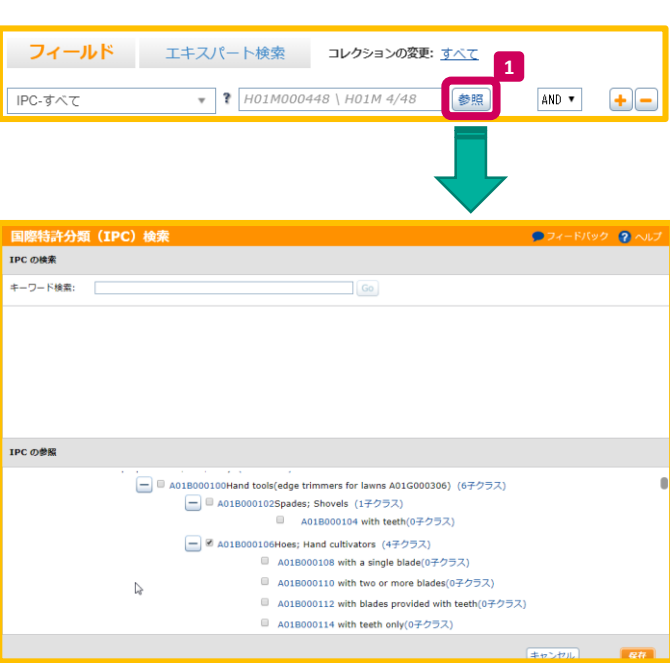 フィールド エキスパート検索 コレクションの変更: すべて
1
IPC-すべて ? H01M000448 \ H01M 4/48 参照 AND
国際特許分類（IPC）検索 フィードバック ? ヘルプ
IPC の検索
キーワード検索: Go
IPC の参照
A01B000100Hand tools(edge trimmers for lawns A01G000306) (6子クラス)
A01B000102Spades; Shovels (1子クラス)
A01B000104 with teeth(0子クラス)
A01B000106Hoes; Hand cultivators (4子クラス)
A01B000108 with a single blade(0子クラス)
A01B000110 with two or more blades(0子クラス)
A01B000112 with blades provided with teeth(0子クラス)
A01B000114 with teeth only(0子クラス)
キャンセル 保存